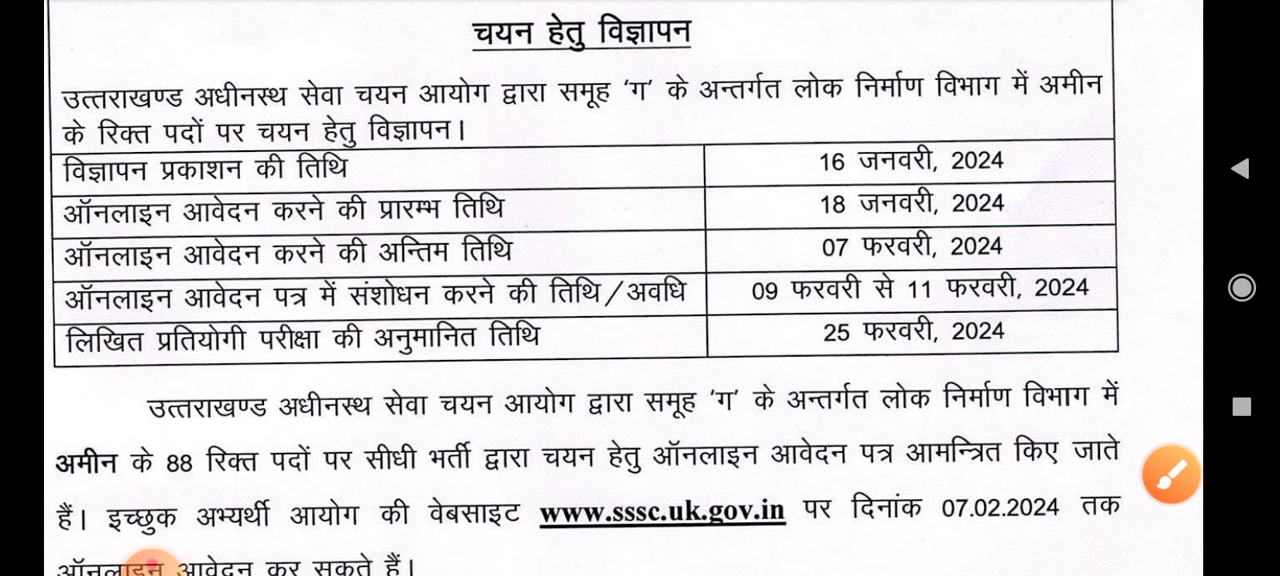 चयन हेतु विज्ञापन
उत्तराखण्ड अधीनस्थ सेवा चयन आयोग द्वारा समूह 'ग' के अन्तर्गत लोक निर्माण विभाग में अमीन
के रिक्त पदों पर चयन हेतु विज्ञापन।
विज्ञापन प्रकाशन की तिथि 16 जनवरी, 2024
ऑनलाइन आवेदन करने की प्रारम्भ तिथि 18 जनवरी, 2024
ऑनलाइन आवेदन करने की अन्तिम तिथि 07 फरवरी, 2024
ऑनलाइन आवेदन पत्र में संशोधन करने की तिथि/अवधि 09 फरवरी से 11 फरवरी, 2024
लिखित प्रतियोगी परीक्षा की अनुमानित तिथि 25 फरवरी, 2024
उत्तराखण्ड अधीनस्थ सेवा चयन आयोग द्वारा समूह 'ग' के अन्तर्गत लोक निर्माण विभाग में
अमीन के 88 रिक्त पदों पर सीधी भर्ती द्वारा चयन हेतु ऑनलाइन आवेदन पत्र आमन्त्रित किए जाते
हैं। इच्छुक अभ्यर्थी आयोग की वेबसाइट www.sssc.uk.gov.in पर दिनांक 07.02.2024 तक
ऑनलाइन आवेदन कर सकते हैं।